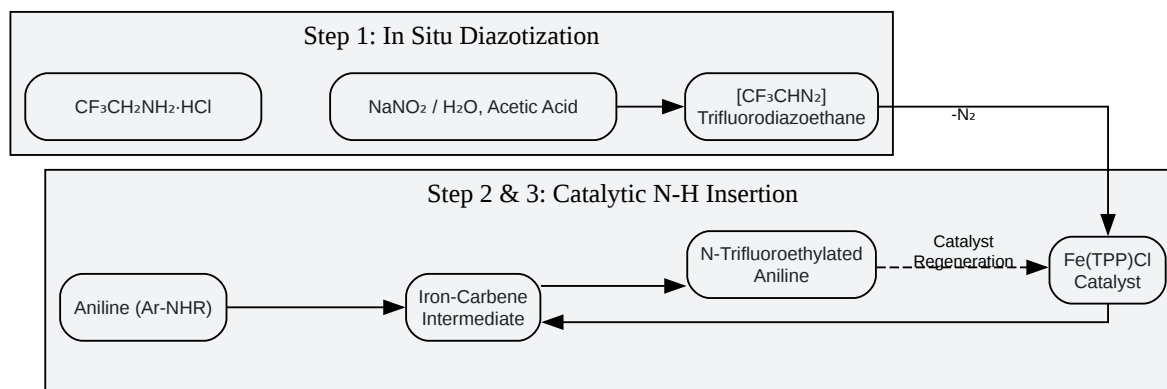 Step 1: In Situ Diazotization
CF₃CH₂NH₂·HCl
NaNO₂ / H₂O, Acetic Acid
[CF₃CHN₂]
Trifluorodiazoethane
-N₂
Step 2 & 3: Catalytic N-H Insertion
Aniline (Ar-NHR)
Iron-Carbene
Intermediate
N-Trifluoroethylated
Aniline
Catalyst
Regeneration
Fe(TPP)Cl
Catalyst